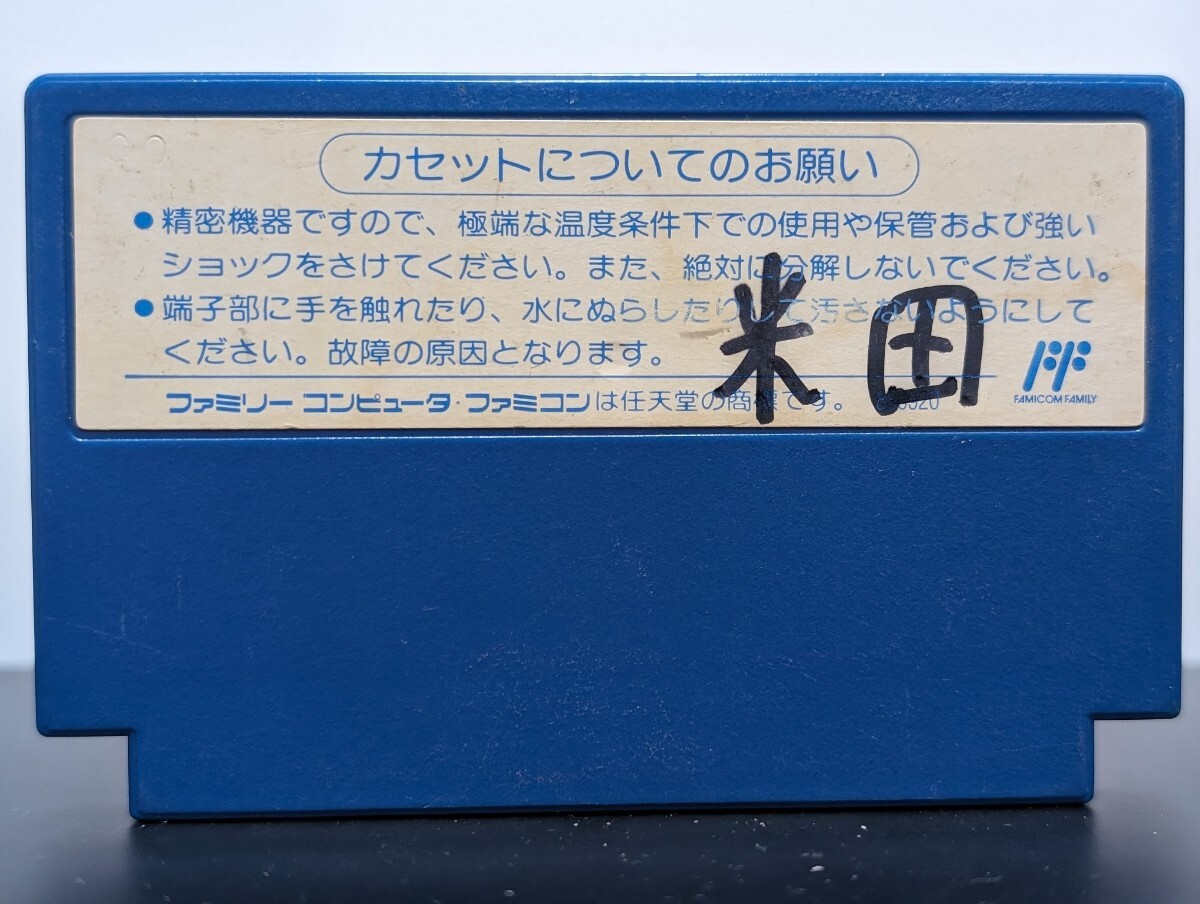 カセットについてのお願い
●精密機器ですので、極端な温度条件下での使用や保管および強い
ショックをさけてください。また、絶対に分解しないでください。
●端子部に手を触れたり、水にぬらしたりして汚さないようにして
ください。故障の原因となります。
米田
FF
FAMICOM FAMILY
ファミリーコンピュータ・ファミコンは任天堂の商標です。